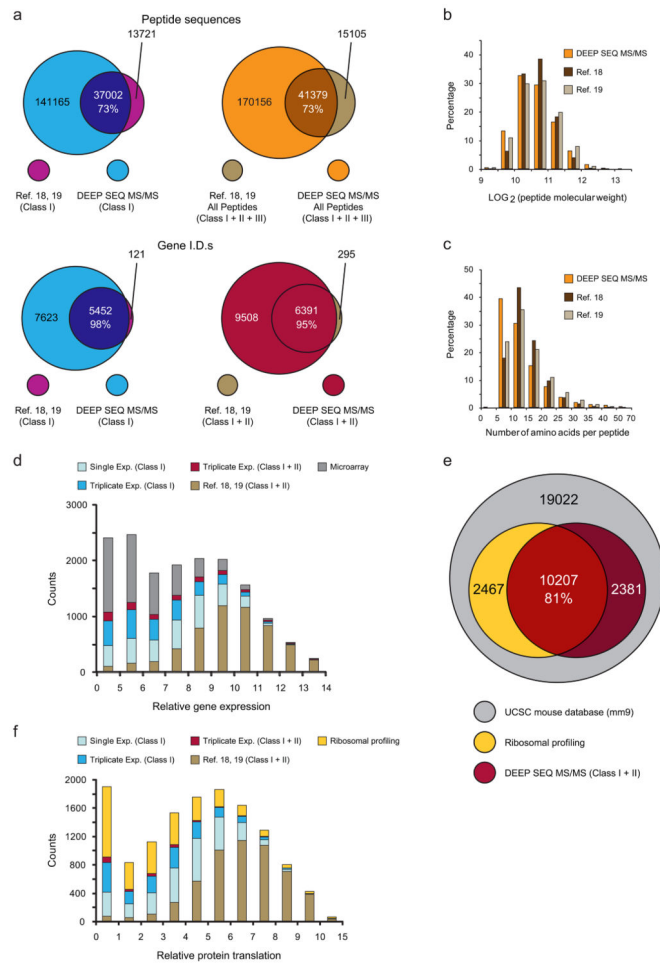 a
Peptide sequences
13721
15105
141165
37002
73%
170156
41379
73%
Ref. 18, 19
(Class I)
DEEP SEQ MS/MS
(Class I)
Ref. 18, 19
All Peptides
(Class I + II + III)
DEEP SEQ MS/MS
All Peptides
(Class I + II + III)
Gene I.D.s
121
295
7623
5452
98%
9508
6391
95%
Ref. 18, 19
(Class I)
DEEP SEQ MS/MS
(Class I)
Ref. 18, 19
(Class I + II)
DEEP SEQ MS/MS
(Class I + II)
b
DEEP SEQ MS/MS
Ref. 18
Ref. 19
Percentage
40
30
20
10
0
9 10 11 12 13
LOG 2 (peptide molecular weight)
c
DEEP SEQ MS/MS
Ref. 18
Ref. 19
Percentage
50
40
30
20
10
0
0 5 10 15 20 25 30 35 40 50 70
Number of amino acids per peptide
d
Single Exp. (Class I)
Triplicate Exp. (Class I + II)
Microarray
Triplicate Exp. (Class I)
Ref. 18, 19 (Class I + II)
Counts
3000
2000
1000
0
0 5 6 7 8 9 10 11 12 13 14
Relative gene expression
e
19022
2467
10207
81%
2381
UCSC mouse database (mm9)
Ribosomal profiling
DEEP SEQ MS/MS (Class I + II)
f
Single Exp. (Class I)
Triplicate Exp. (Class I + II)
Ribosomal profiling
Triplicate Exp. (Class I)
Ref. 18, 19 (Class I + II)
Counts
2000
1600
1200
800
400
0
0 1 2 3 4 5 6 7 8 9 10 15
Relative protein translation